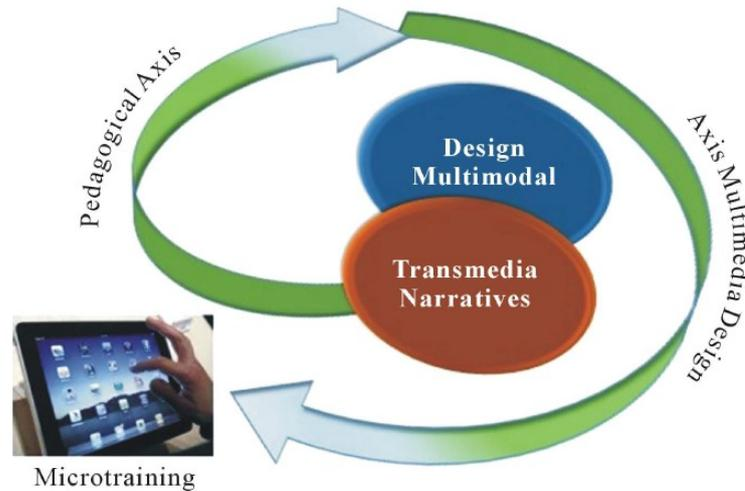 Pedagogical Axis
Axis Multimedia Design
Design
Multimodal
Transmedia
Narratives
Microtraining